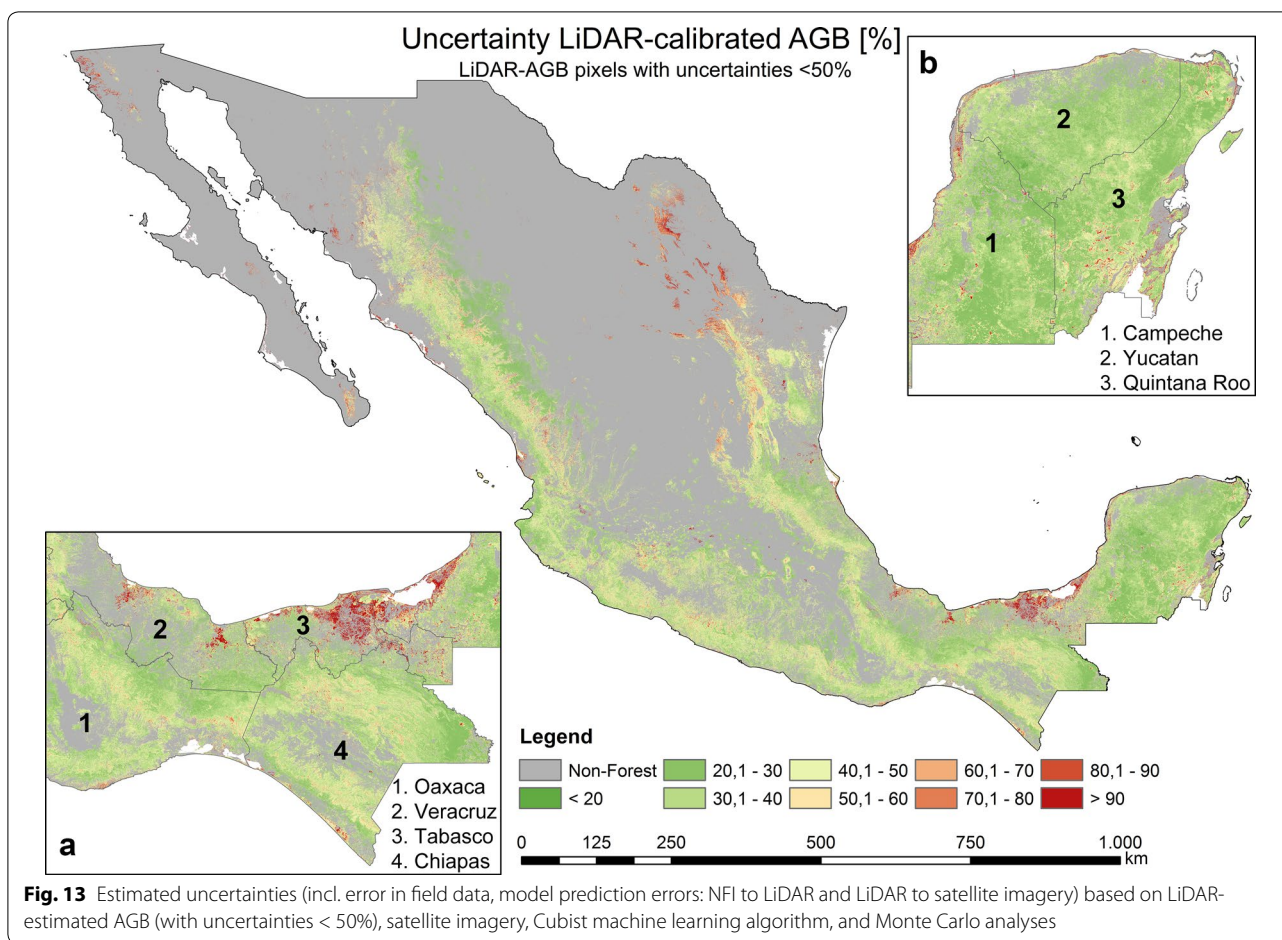 Uncertainty LiDAR-calibrated AGB [%]
LiDAR-AGB pixels with uncertainties <50%
b
2
3
1
1. Campeche
2. Yucatan
3. Quintana Roo
2
3
1
4
1. Oaxaca
2. Veracruz
3. Tabasco
4. Chiapas
a
Legend
Non-Forest
< 20
20,1 - 30
30,1 - 40
40,1 - 50
50,1 - 60
60,1 - 70
70,1 - 80
80,1 - 90
> 90
0 125 250 500 750 1.000
km
Fig. 13 Estimated uncertainties (incl. error in field data, model prediction errors: NFI to LiDAR and LiDAR to satellite imagery) based on LiDAR-
estimated AGB (with uncertainties < 50%), satellite imagery, Cubist machine learning algorithm, and Monte Carlo analyses